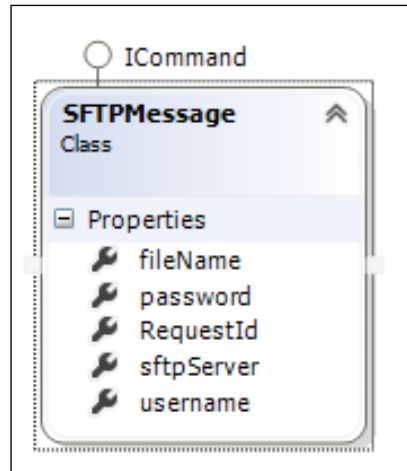 ICommand
SFTPMessage
Class
Properties
fileName
password
RequestId
sftpServer
username